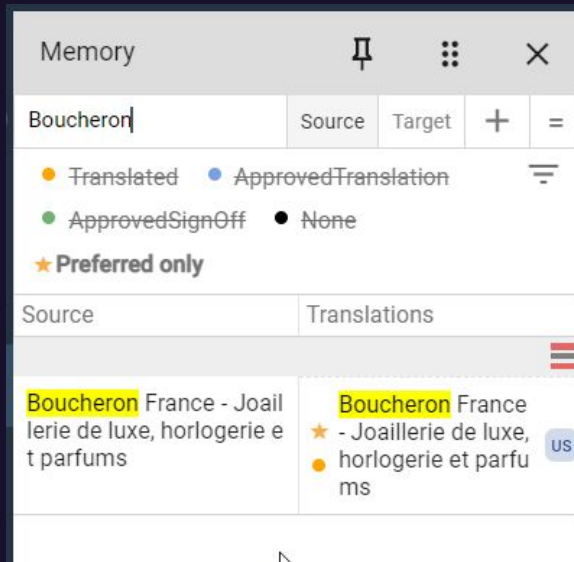 Memory
Boucheron Source Target + =
Translated ApprovedTranslation
ApprovedSignOff None
Preferred only
Source Translations
Boucheron France - Joail
lerie de luxe, horlogerie e
t parfums
Boucheron France
- Joaillerie de luxe,
horlogerie et parfu
ms
US